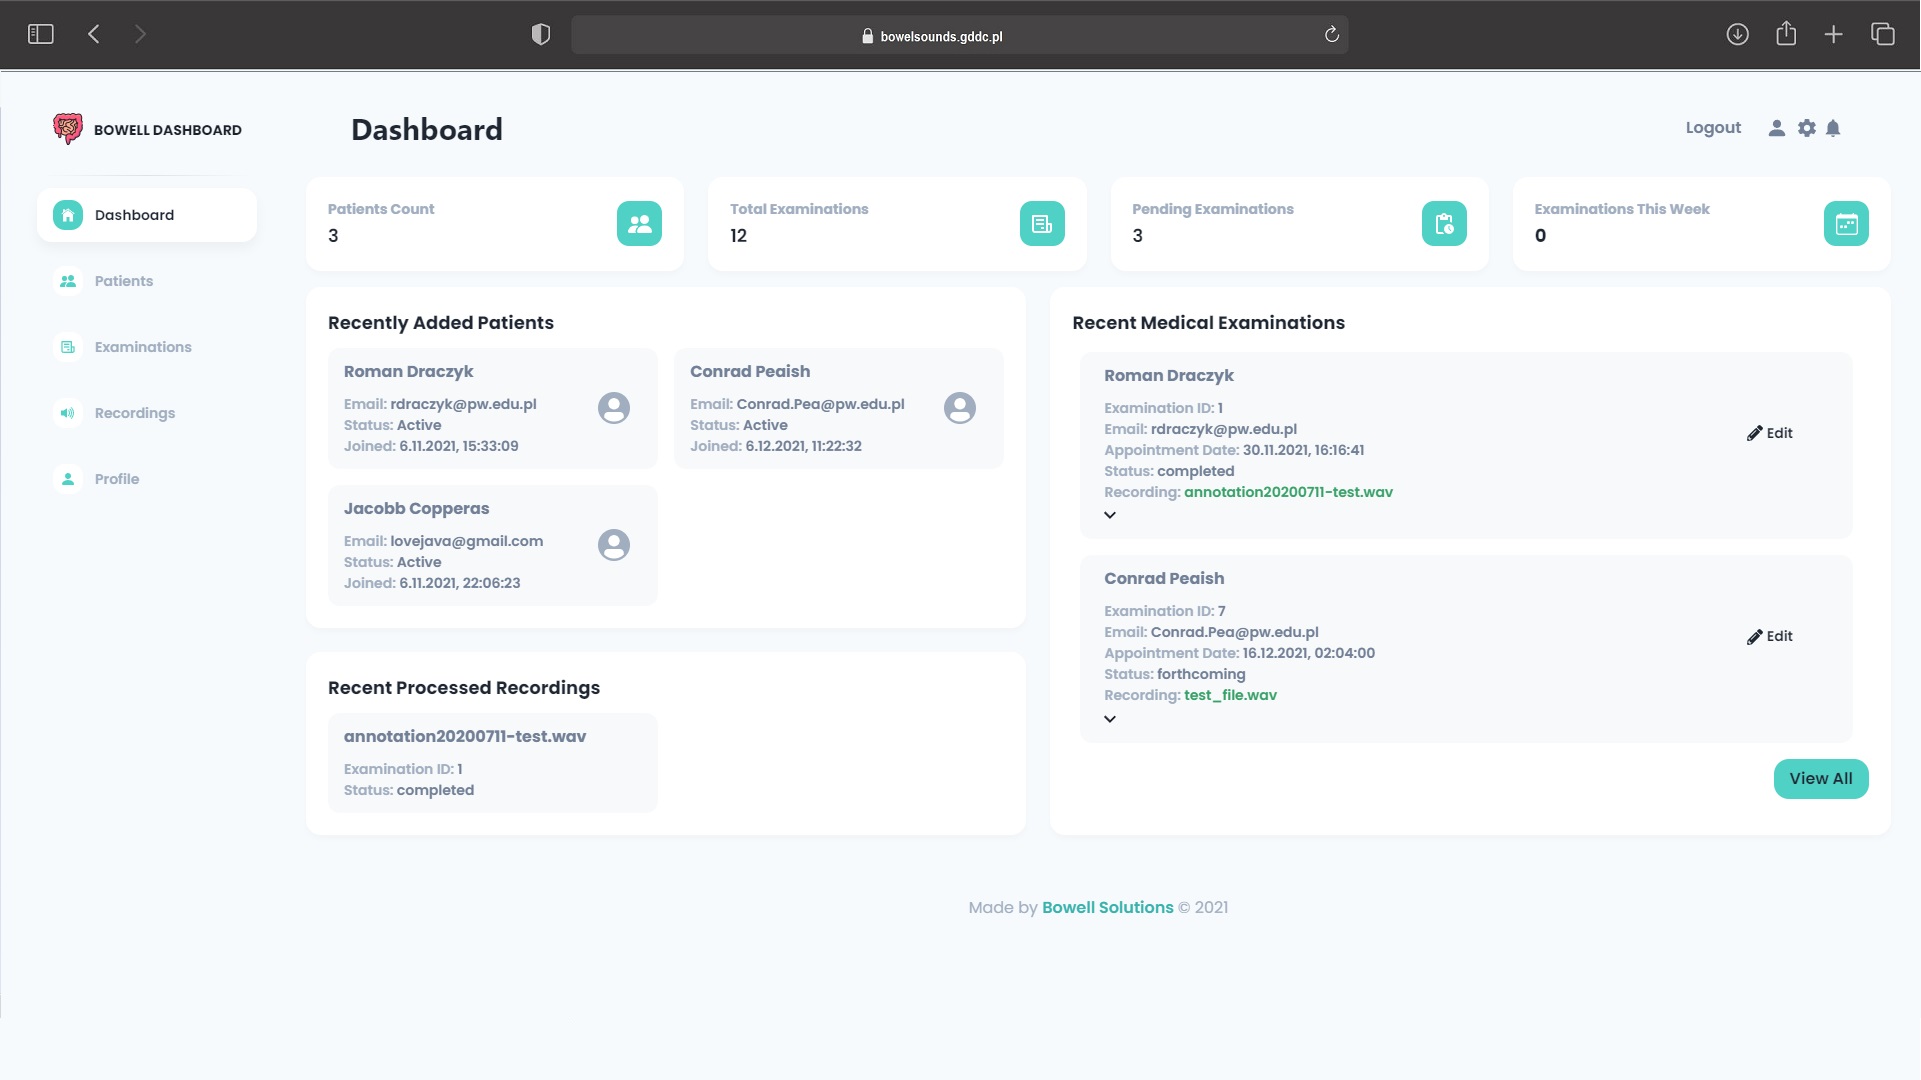 bowelsounds.gddc.pl
BOWELL DASHBOARD
Dashboard
Logout
Dashboard
Patients
Examinations
Recordings
Profile
Patients Count
3
Total Examinations
12
Pending Examinations
3
Examinations This Week
0
Recently Added Patients
Roman Draczyk
Email: rdraczyk@pw.edu.pl
Status: Active
Joined: 6.11.2021, 15:33:09
Conrad Peaish
Email: Conrad.Pea@pw.edu.pl
Status: Active
Joined: 6.12.2021, 11:22:32
Jacobb Copperas
Email: lovejava@gmail.com
Status: Active
Joined: 6.11.2021, 22:06:23
Recent Processed Recordings
annotation20200711-test.wav
Examination ID: 1
Status: completed
Recent Medical Examinations
Roman Draczyk
Examination ID: 1
Email: rdraczyk@pw.edu.pl
Appointment Date: 30.11.2021, 16:16:41
Status: completed
Recording: annotation20200711-test.wav
Edit
Conrad Peaish
Examination ID: 7
Email: Conrad.Pea@pw.edu.pl
Appointment Date: 16.12.2021, 02:04:00
Status: forthcoming
Recording: test_file.wav
Edit
View All
Made by Bowell Solutions © 2021